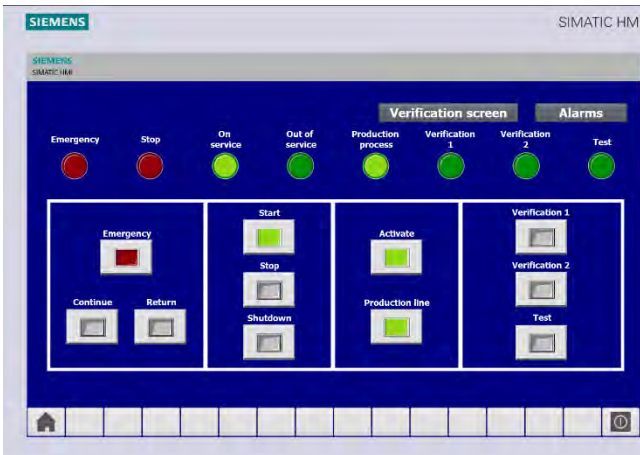 SIEMENS
SIMATIC HM
SIEMENS
SIMATIC HMI
Verification screen
Alarms
Emergency
Stop
On
service
Out of
service
Production
process
Verification
1
Verification
2
Test
Emergency
Continue
Return
Start
Stop
Shutdown
Activate
Production line
Verification 1
Verification 2
Test